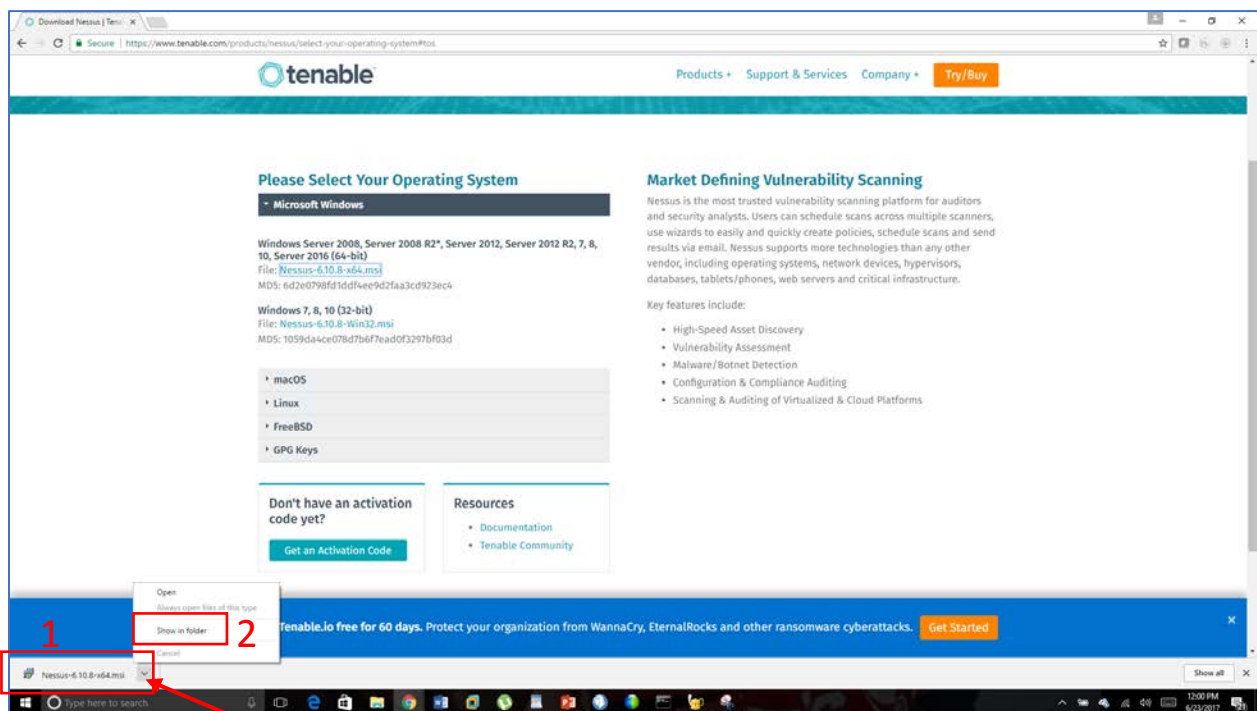 Download Nessus | Ten
Secure | https://www.tenable.com/products/nessus/select-your-operating-system#tos
tenable
Products + Support & Services Company + Try/Buy
Please Select Your Operating System
Microsoft Windows
Windows Server 2008, Server 2008 R2*, Server 2012, Server 2012 R2, 7, 8,
10, Server 2016 (64-bit)
File: Nessus-6.10.8-x64.msi
MD5: 6d2e0798fd1ddf4ee9d2faa3cd923ec4
Windows 7, 8, 10 (32-bit)
File: Nessus-6.10.8-Win32.msi
MD5: 1059da4ce078d7b6f7ead0f3297bf03d
macOS
Linux
FreeBSD
GPG Keys
Don't have an activation
code yet?
Get an Activation Code
Resources
• Documentation
• Tenable Community
Market Defining Vulnerability Scanning
Nessus is the most trusted vulnerability scanning platform for auditors
and security analysts. Users can schedule scans across multiple scanners,
use wizards to easily and quickly create policies, schedule scans and send
results via email. Nessus supports more technologies than any other
vendor, including operating systems, network devices, hypervisors,
databases, tablets/phones, web servers and critical infrastructure.
Key features include:
• High-Speed Asset Discovery
• Vulnerability Assessment
• Malware/Botnet Detection
• Configuration & Compliance Auditing
• Scanning & Auditing of Virtualized & Cloud Platforms
Open
Always open files of this type
Show in folder
Cancel
1
2
Tenable.io free for 60 days. Protect your organization from WannaCry, EternalRocks and other ransomware cyberattacks. Get Started
Nessus-6.10.8-x64.msi
Show all
Type here to search
12:00 PM
6/23/2017